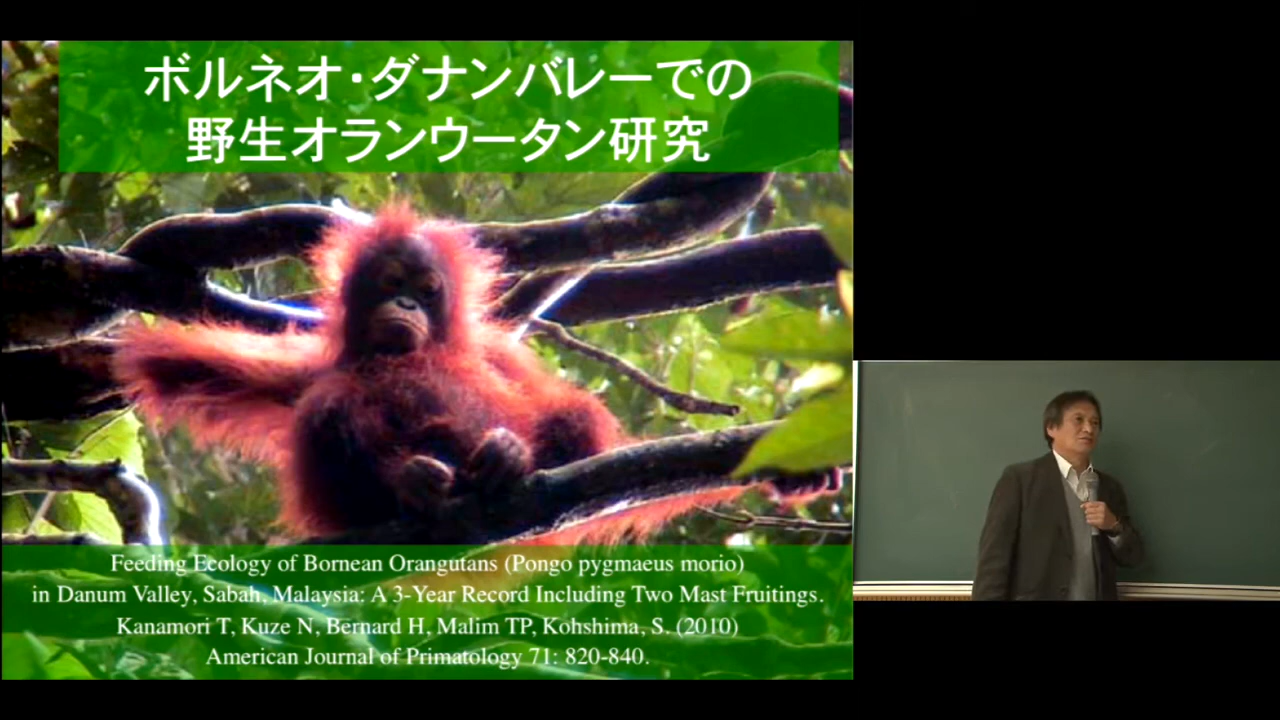 ボルネオ・ダナンバレーでの
野生オランウータン研究
Feeding Ecology of Bornean Orangutans (Pongo pygmaeus morio)
in Danum Valley, Sabah, Malaysia: A 3-Year Record Including Two Mast Fruitings.
Kanamori T, Kuze N, Bernard H, Malim TP, Kohshima, S. (2010)
American Journal of Primatology 71: 820-840.